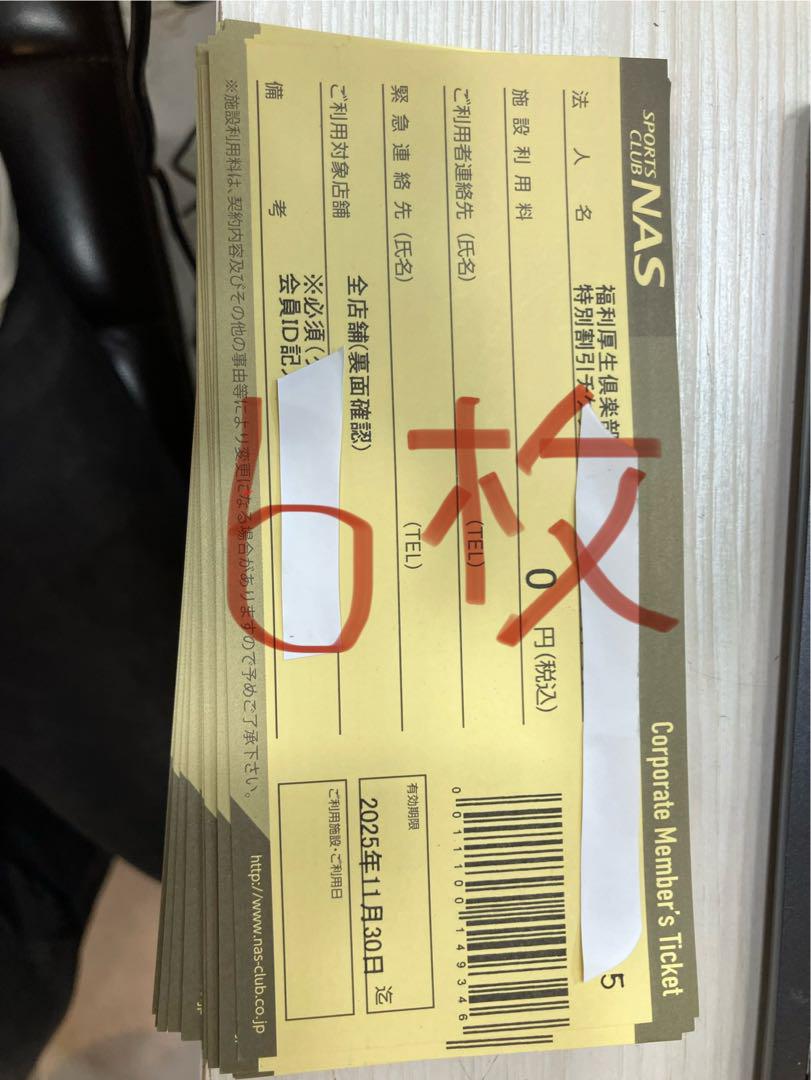 SPORTS CLUB NAS
Corporate Member's Ticket
法人名
福利厚生倶楽部
特別割引チ
5
施設利用料
0 円(税込)
ご利用者連絡先(氏名)
(TEL)
緊急連絡先(氏名)
(TEL)
ご利用対象店舗
全店舗(裏面確認)
備考
※必須(
会員ID記
0011100149346
有効期限
2025年11月30日 迄
ご利用施設・ご利用日
※施設利用料は、契約内容及びその他の事由等により変更になる場合がありますので予めご了承下さい。
http://www.nas-club.co.jp
6枚